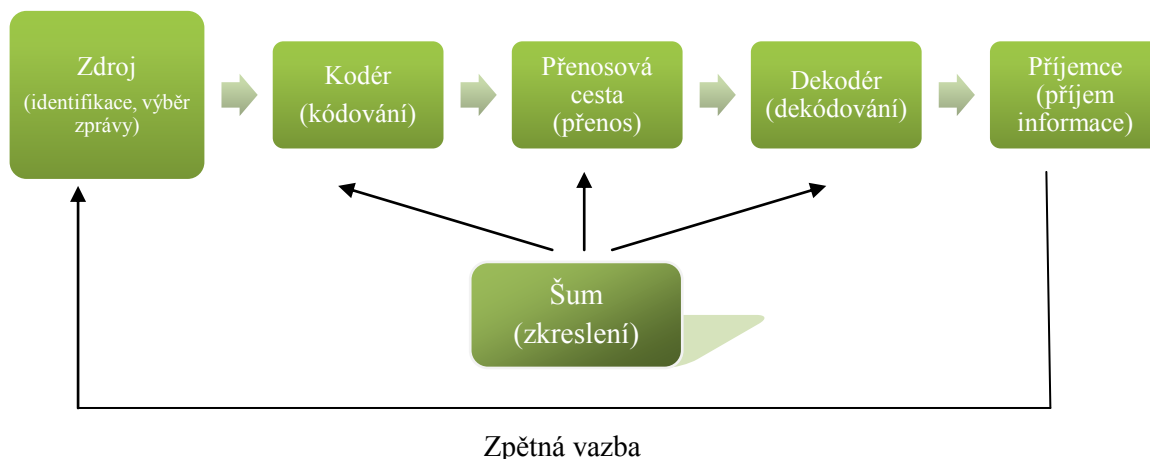 Zdroj
(identifikace, výběr
zprávy)
Kodér
(kódování)
Přenosová
cesta
(přenos)
Dekodér
(dekódování)
Příjemce
(příjem
informace)
Šum
(zkreslení)
Zpětná vazba